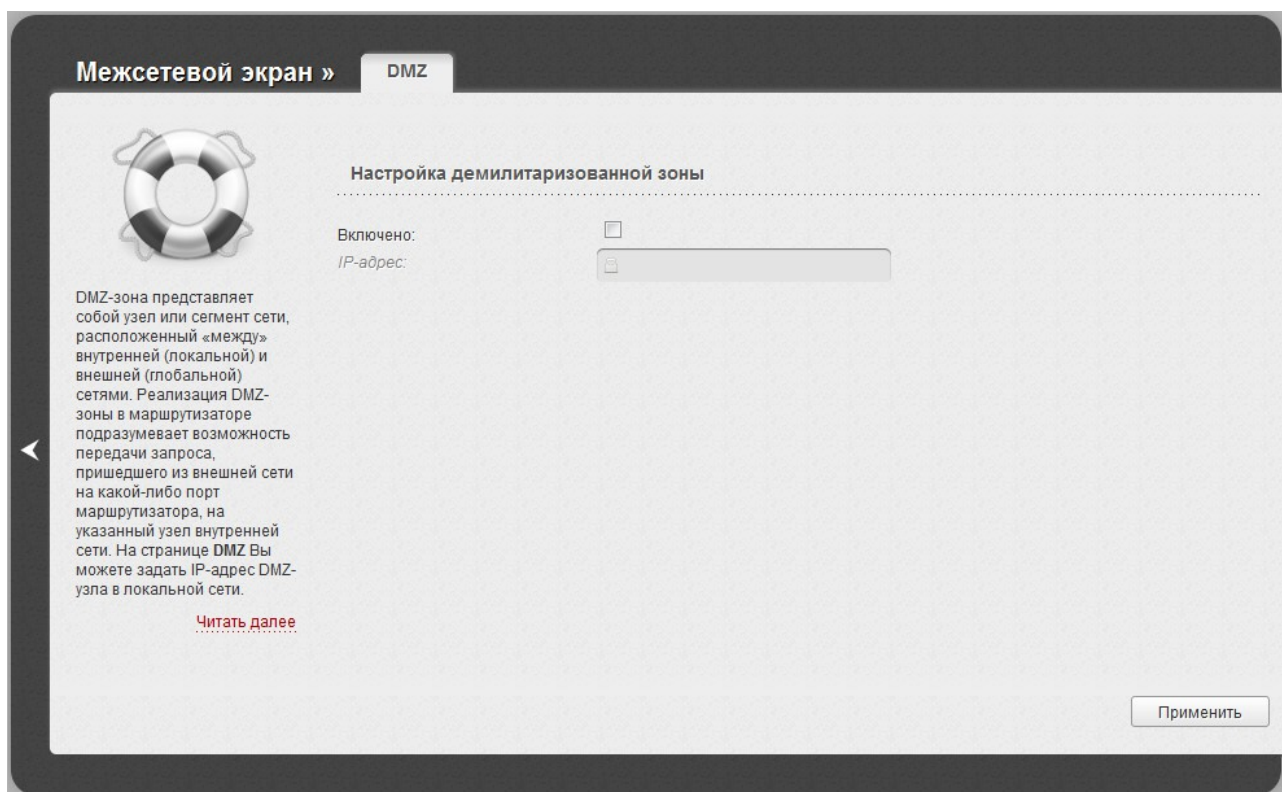 Межсетевой экран »
DMZ
Настройка демилитаризованной зоны
Включено:
IP-адрес:
DMZ-зона представляет
собой узел или сегмент сети,
расположенный «между»
внутренней (локальной) и
внешней (глобальной)
сетями. Реализация DMZ-
зоны в маршрутизаторе
подразумевает возможность
передачи запроса,
пришедшего из внешней сети
на какой-либо порт
маршрутизатора, на
указанный узел внутренней
сети. На странице DMZ Вы
можете задать IP-адрес DMZ-
узла в локальной сети.
Читать далее
Применить